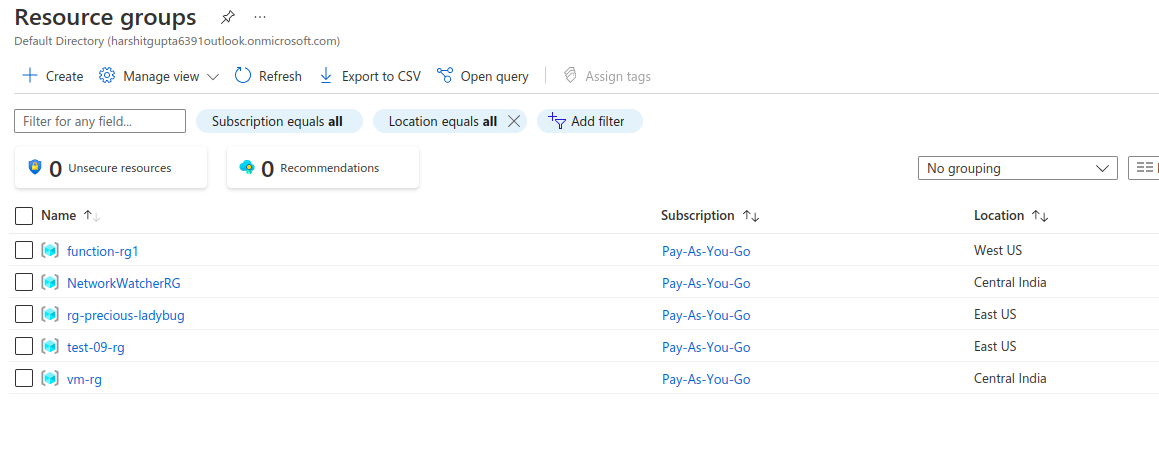 Resource groups
Default Directory (harshitgupta6391outlook.onmicrosoft.com)
Create Manage view Refresh Export to CSV Open query Assign tags
Filter for any field... Subscription equals all Location equals all Add filter
0 Unsecure resources 0 Recommendations No grouping
Name Subscription Location
function-rg1 Pay-As-You-Go West US
NetworkWatcherRG Pay-As-You-Go Central India
rg-precious-ladybug Pay-As-You-Go East US
test-09-rg Pay-As-You-Go East US
vm-rg Pay-As-You-Go Central India